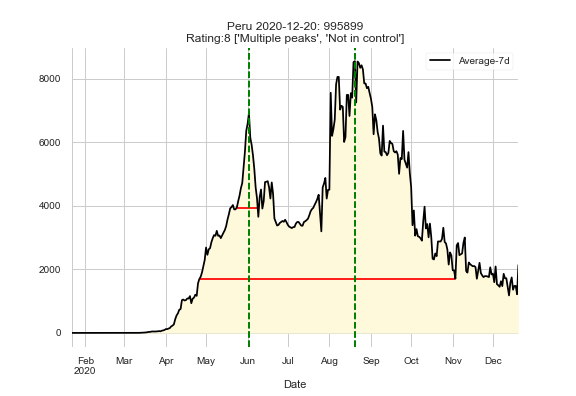 Peru 2020-12-20: 995899
Rating:8 ['Multiple peaks', 'Not in control']
Average-7d
8000
6000
4000
2000
0
Feb Mar Apr May Jun Jul Aug Sep Oct Nov Dec
2020
Date